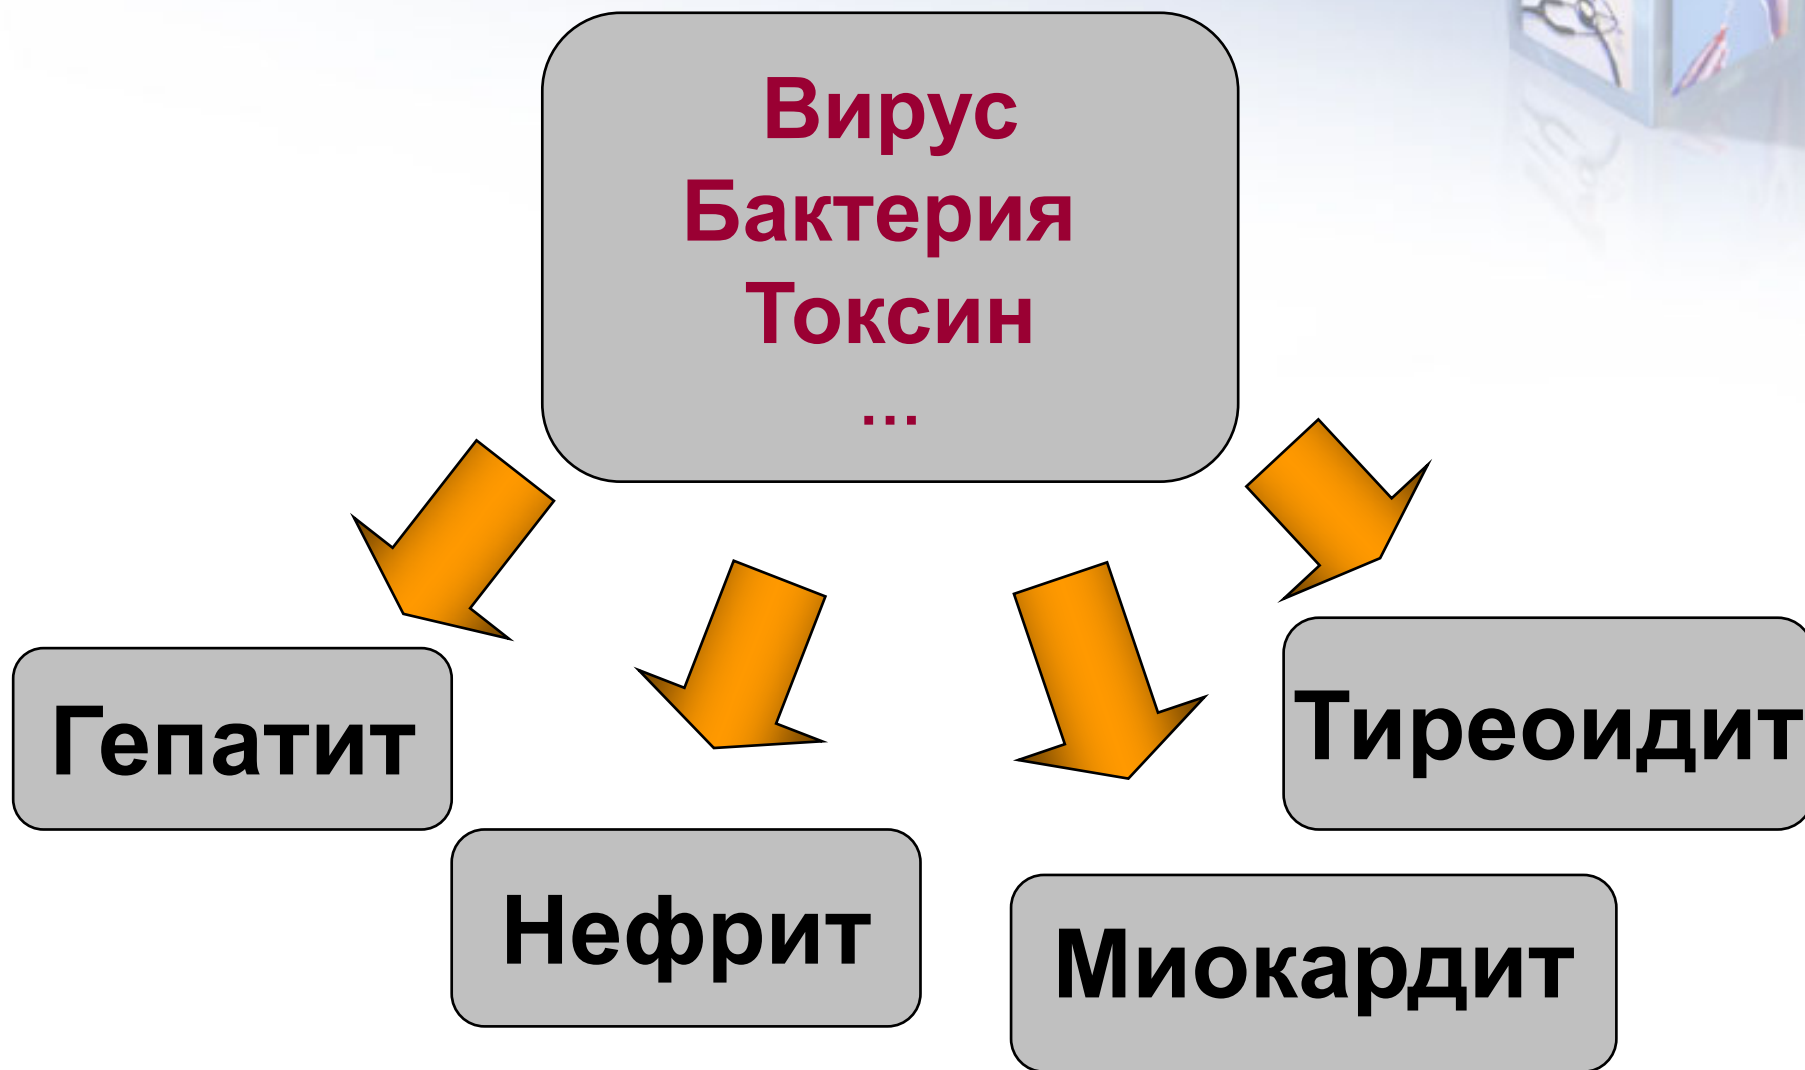 Вирус
Бактерия
Токсин
...
Гепатит
Тиреоидит
Нефрит
Миокардит